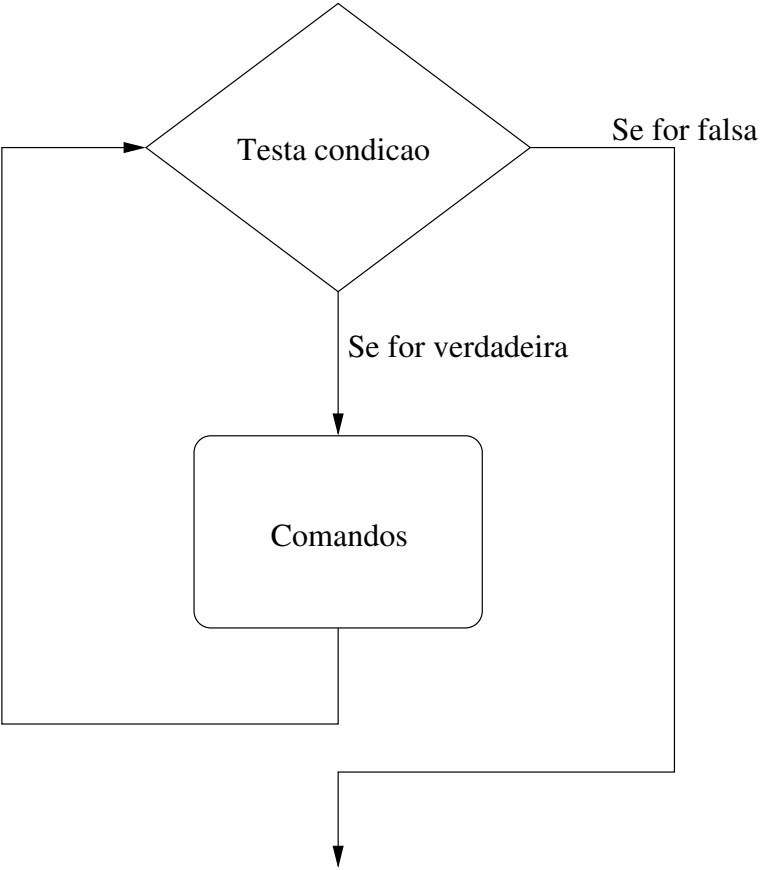 Se for falsa
Testa condicao
Se for verdadeira
Comandos